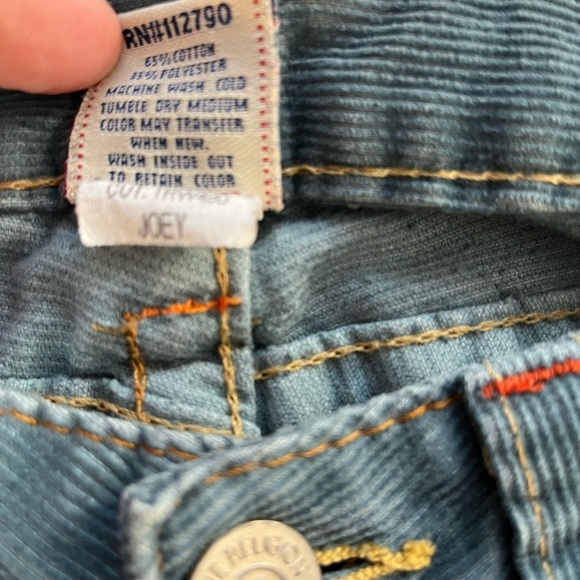 RN#112790
65% COTTON
35% POLYESTER
MACHINE WASH COLD
TUMBLE DRY MEDIUM
COLOR MAY TRANSFER
WHEN NEW.
WASH INSIDE OUT
TO RETAIN COLOR
JOEY
RELIGION